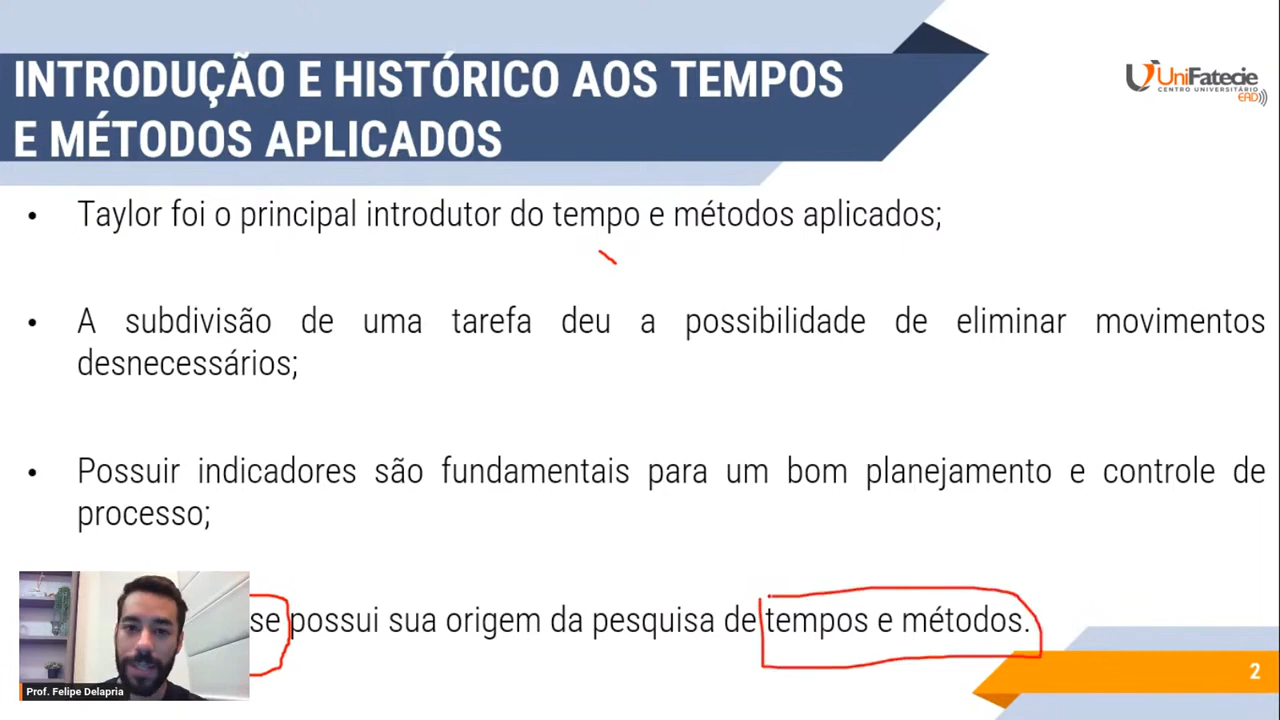 INTRODUÇÃO E HISTÓRICO AOS TEMPOS
E MÉTODOS APLICADOS
UniFatecie
CENTRO UNIVERSITÁRIO
EAD
• Taylor foi o principal introdutor do tempo e métodos aplicados;
• A subdivisão de uma tarefa deu a possibilidade de eliminar movimentos
desnecessários;
• Possuir indicadores são fundamentais para um bom planejamento e controle de
processo;
se possui sua origem da pesquisa de tempos e métodos.
Prof. Felipe Delapria
2